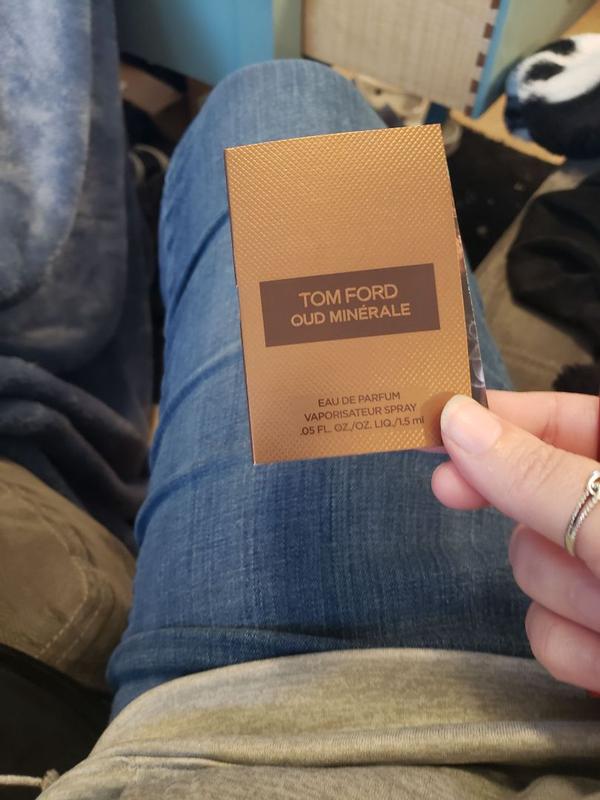 TOM FORD
OUD MINÉRALE
EAU DE PARFUM
VAPORISATEUR SPRAY
.05 FL. OZ./OZ. LIQ./1.5 ml